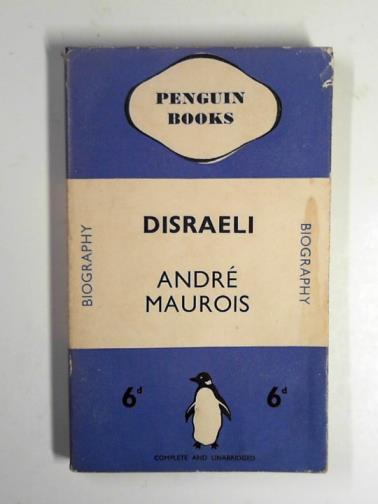 PENGUIN
BOOKS
DISRAELI
ANDRÉ
MAUROIS
BIOGRAPHY
BIOGRAPHY
6d
6d
COMPLETE AND UNABRIDGED